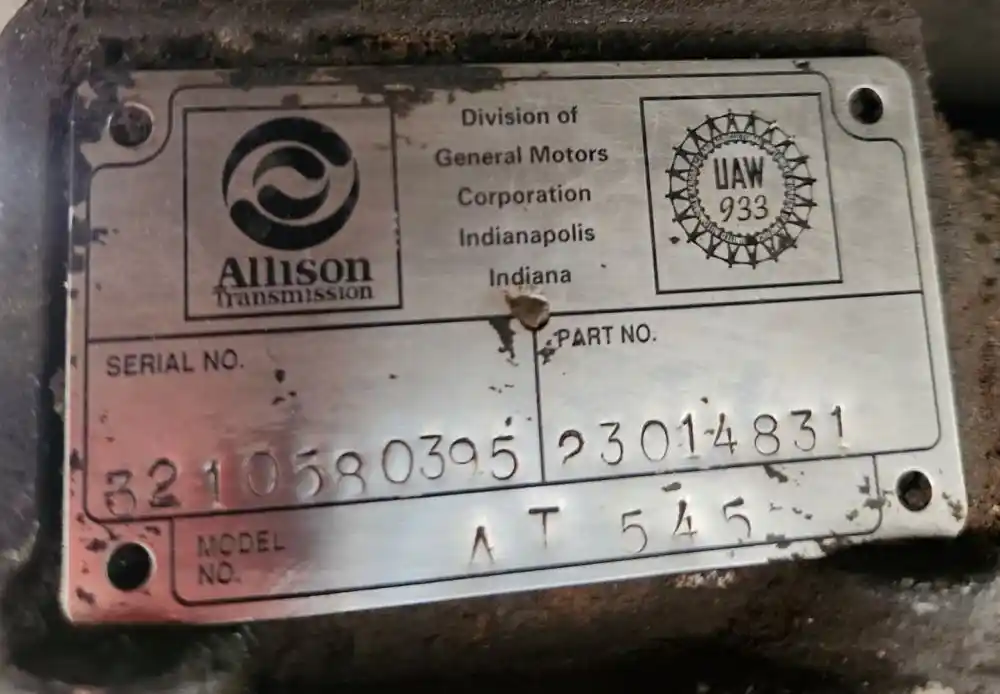 Allison
Transmission
Division of
General Motors
Corporation
Indianapolis
Indiana
UAW
933
SERIAL NO.
3210580395
PART NO.
23014831
MODEL
NO.
AT 545